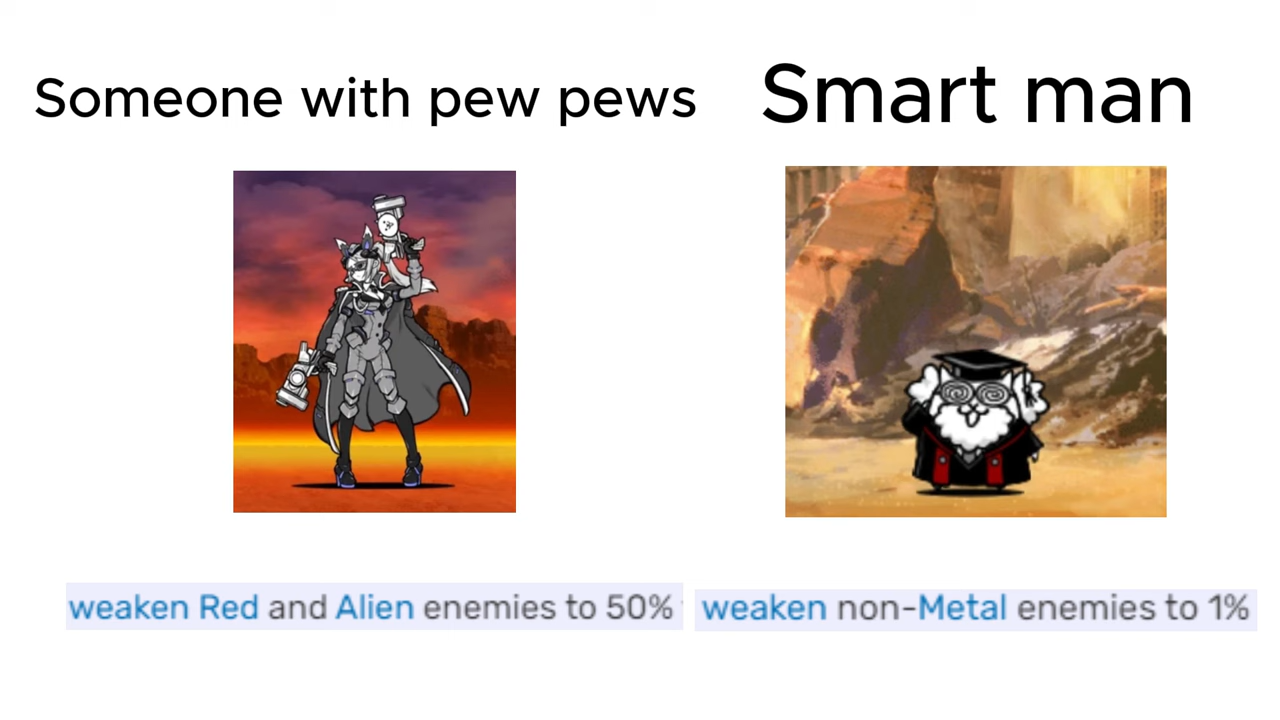 Someone with pew pews
Smart man
weaken Red and Alien enemies to 50%
weaken non-Metal enemies to 1%